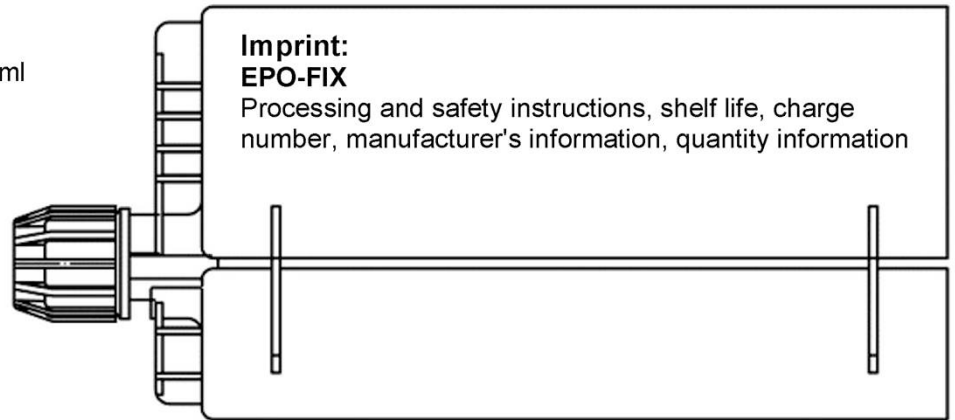 Imprint:
EPO-FIX
ml
Processing and safety instructions, shelf life, charge
number, manufacturer's information, quantity information